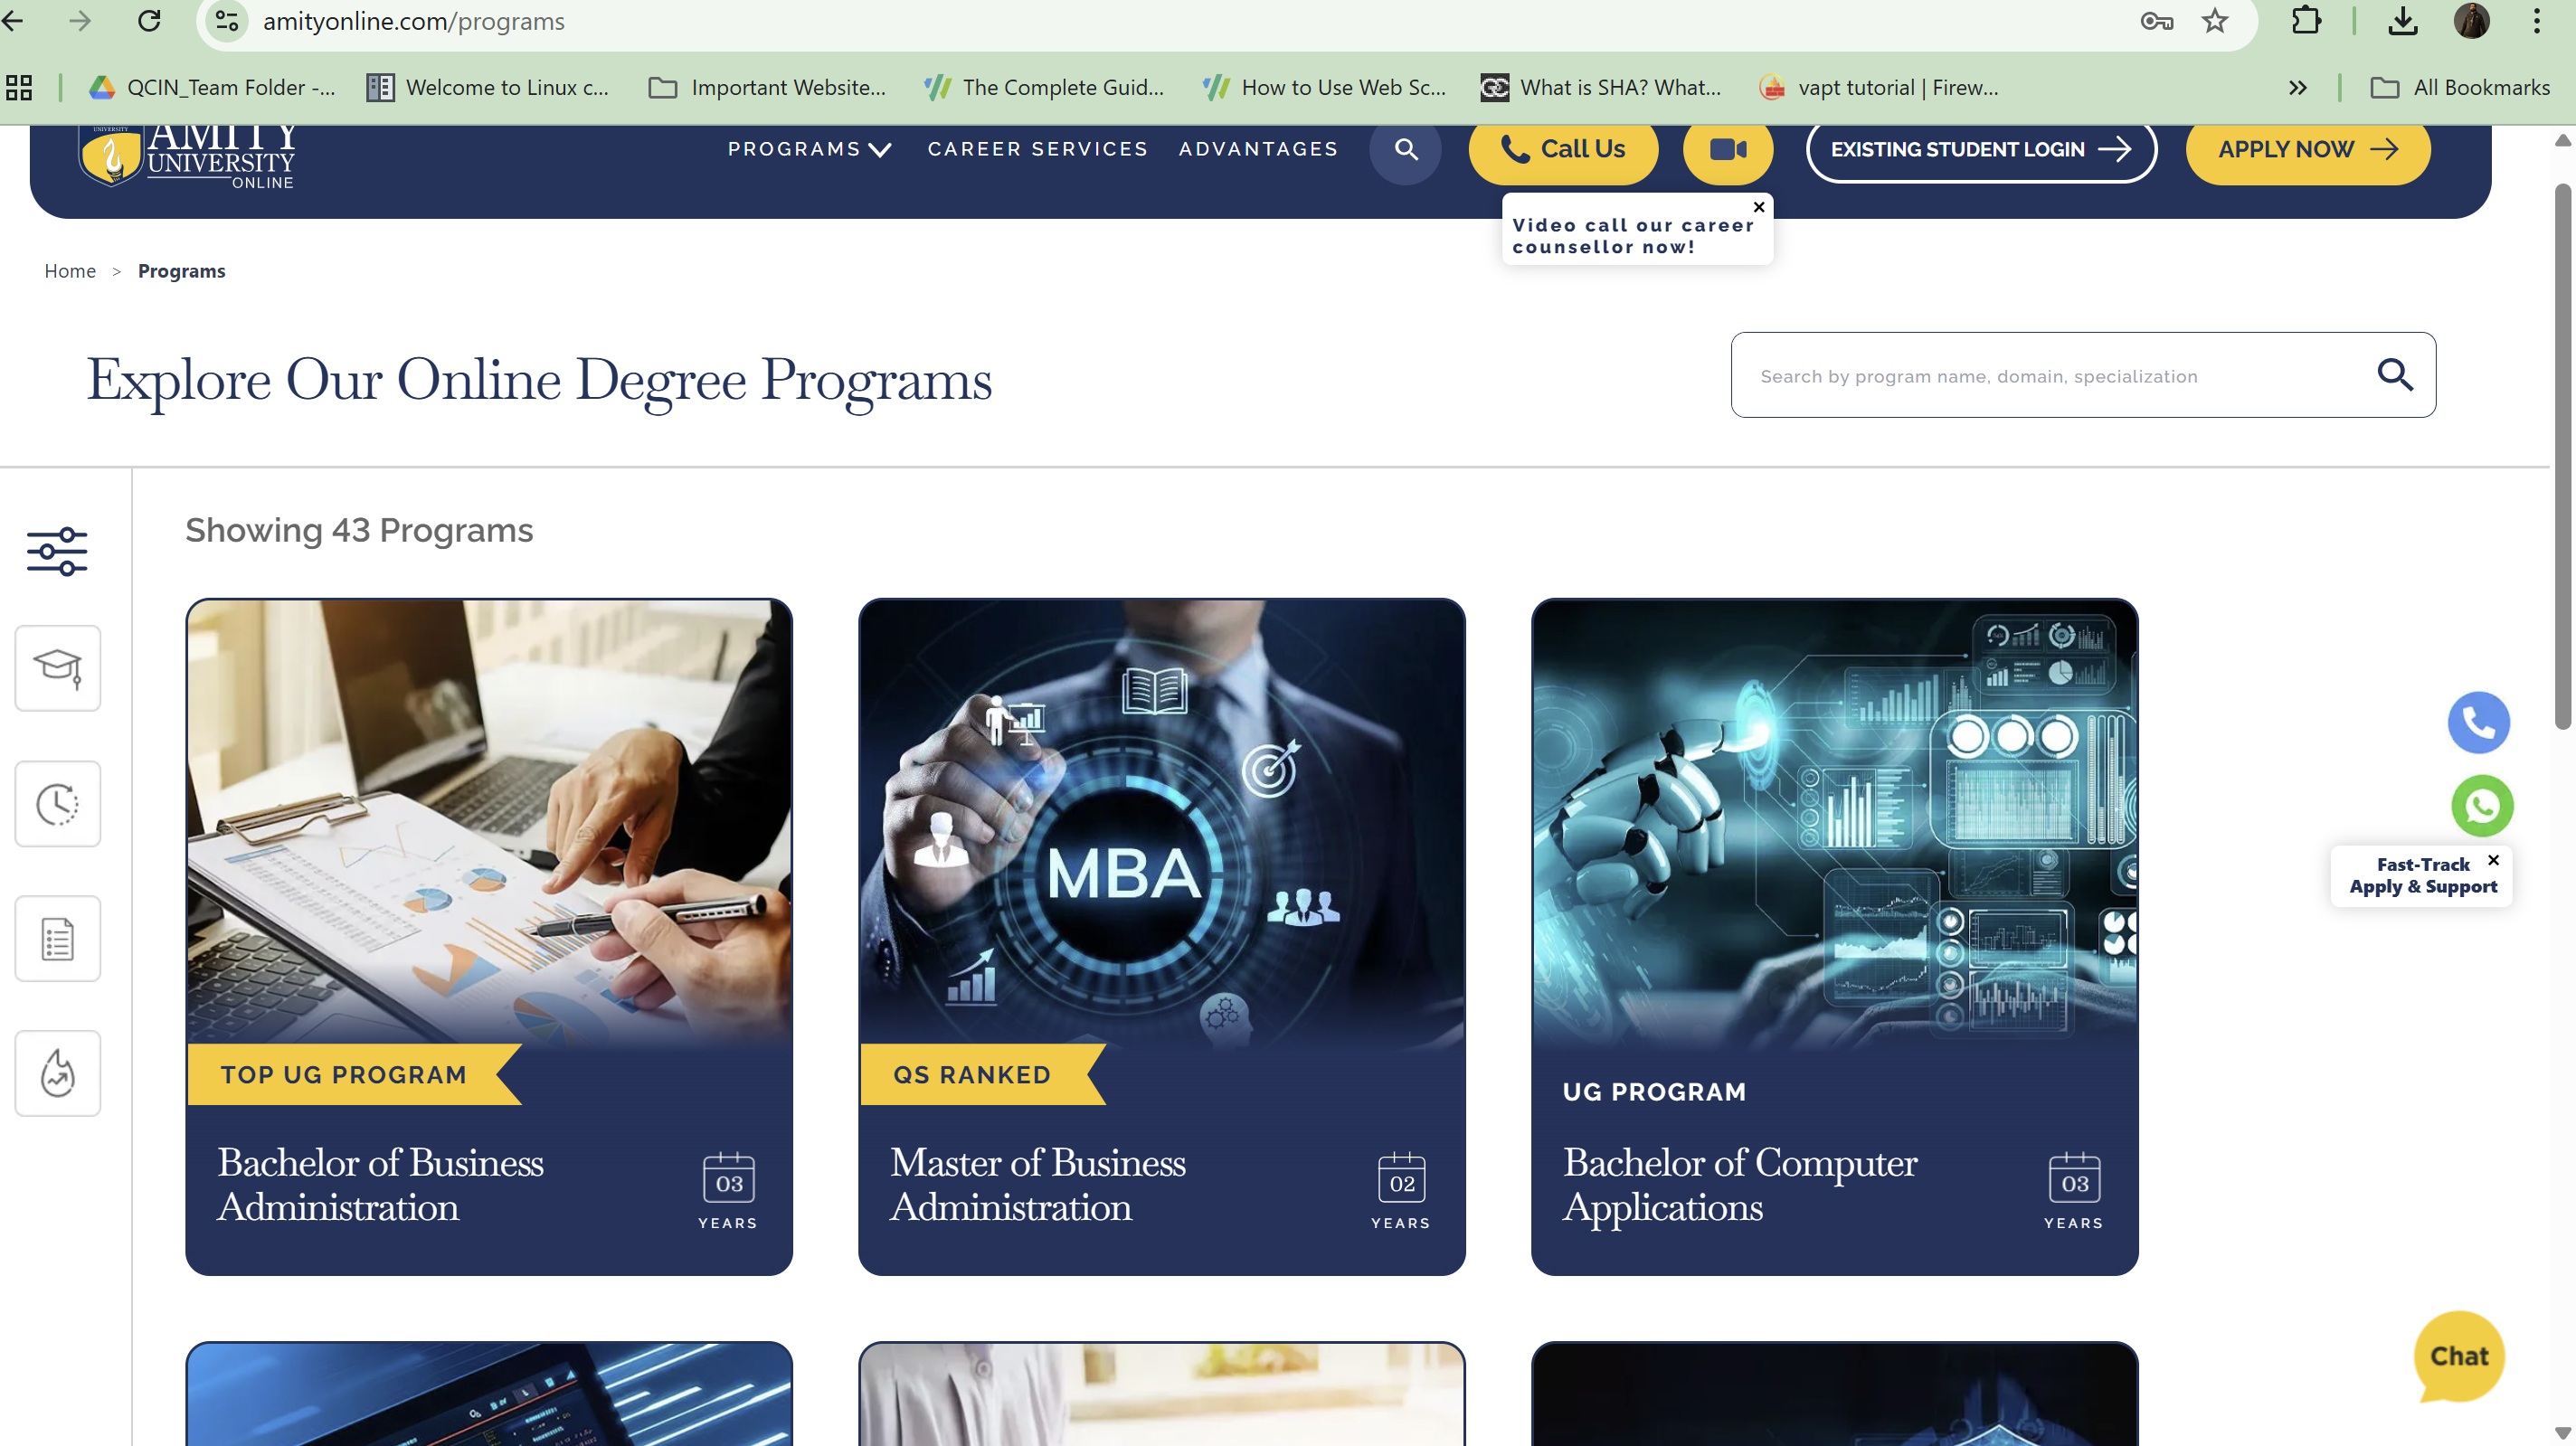 amityonline.com/programs
QCIN_Team Folder -...
Welcome to Linux c...
Important Website...
The Complete Guid...
How to Use Web Sc...
What is SHA? What...
vapt tutorial | Firew...
All Bookmarks
UNIVERSITY
AMITY
UNIVERSITY
ONLINE
PROGRAMS
CAREER SERVICES
ADVANTAGES
Call Us
EXISTING STUDENT LOGIN
APPLY NOW
Video call our career
counsellor now!
Home > Programs
Explore Our Online Degree Programs
Search by program name, domain, specialization
Showing 43 Programs
MBA
Fast-Track
Apply & Support
TOP UG PROGRAM
Bachelor of Business
Administration
03
YEARS
QS RANKED
Master of Business
Administration
02
YEARS
UG PROGRAM
Bachelor of Computer
Applications
03
YEARS
Chat